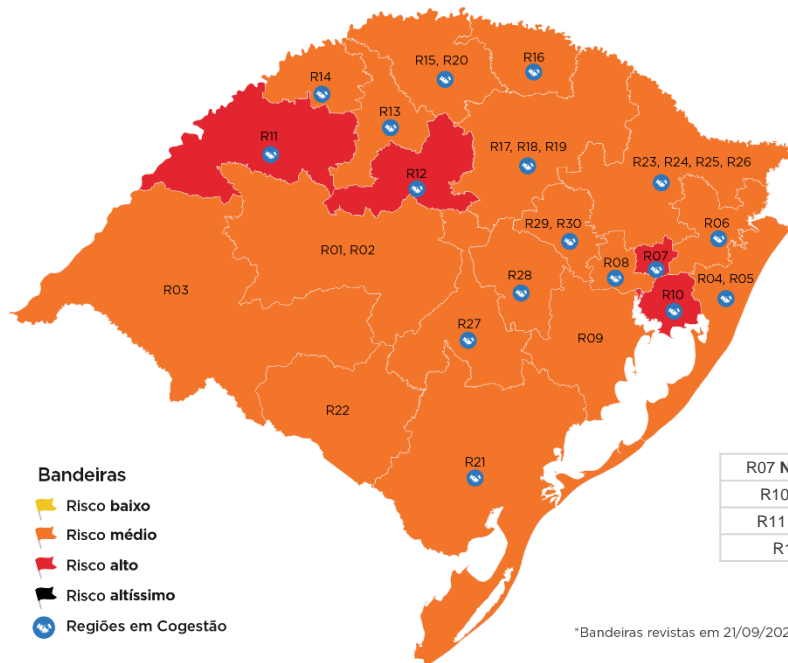 R16
R15, R20
R14
R13
R11
R17, R18, R19
R23, R24, R25, R26
R12
R29, R30
R06
R01, R02
R07
R08
R04, R05
R03
R28
R10
R27
R09
R22
R21
Bandeiras
Risco baixo
Risco médio
Risco alto
Risco altíssimo
Regiões em Cogestão
R07
R10
R11
*Bandeiras revistas em 21/09/202